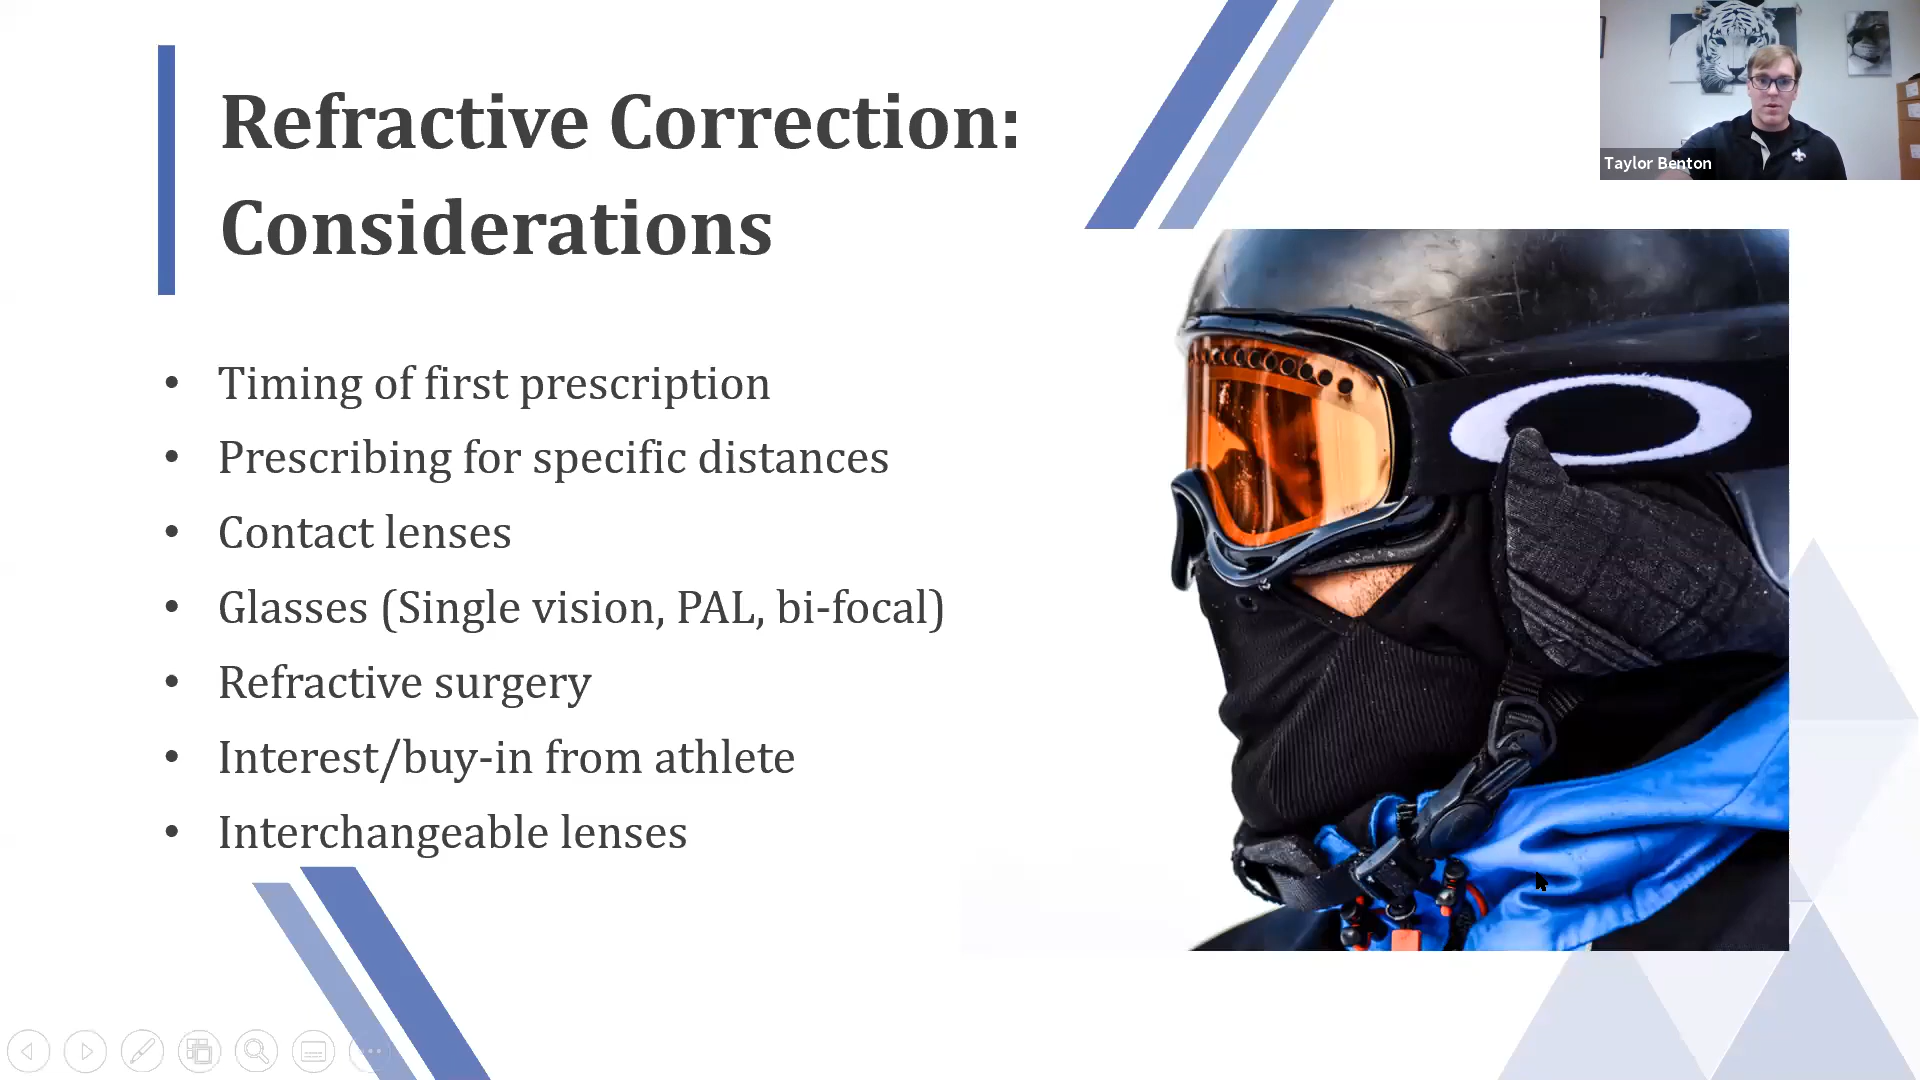 Refractive Correction:
Considerations
Taylor Benton
• Timing of first prescription
• Prescribing for specific distances
• Contact lenses
• Glasses (Single vision, PAL, bi-focal)
• Refractive surgery
• Interest/buy-in from athlete
• Interchangeable lenses